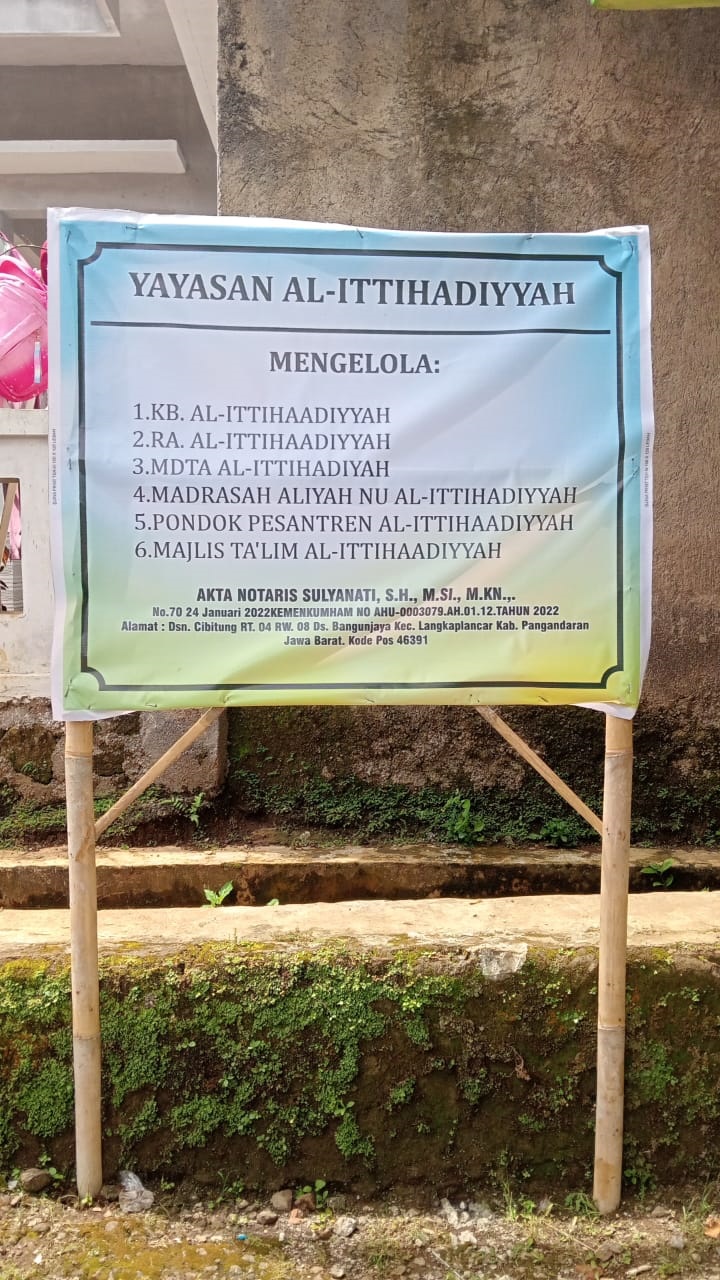 YAYASAN AL-ITTIHADIYYAH
MENGELOLA:
1.KB. AL-ITTIHAADIYYAH
2.RA. AL-ITTIHAADIYYAH
3.MDTA AL-ITTIHADIYAH
4.MADRASAH ALIYAH NU AL-ITTIHADIYYAH
5.PONDOK PESANTREN AL-ITTIHAADIYYAH
6.MAJLIS TA'LIM AL-ITTIHAADIYYAH
AKTA NOTARIS SULYANATI, S.H., M.SI., M.KN.,.
No.70 24 Januari 2022KEMENKUMHAM NO AHU-0003079.AH.01.12.TAHUN 2022
Alamat : Dsn. Cibitung RT. 04 RW. 08 Ds. Bangunjaya Kec. Langkaplancar Kab. Pangandaran
Jawa Barat. Kode Pos 46391